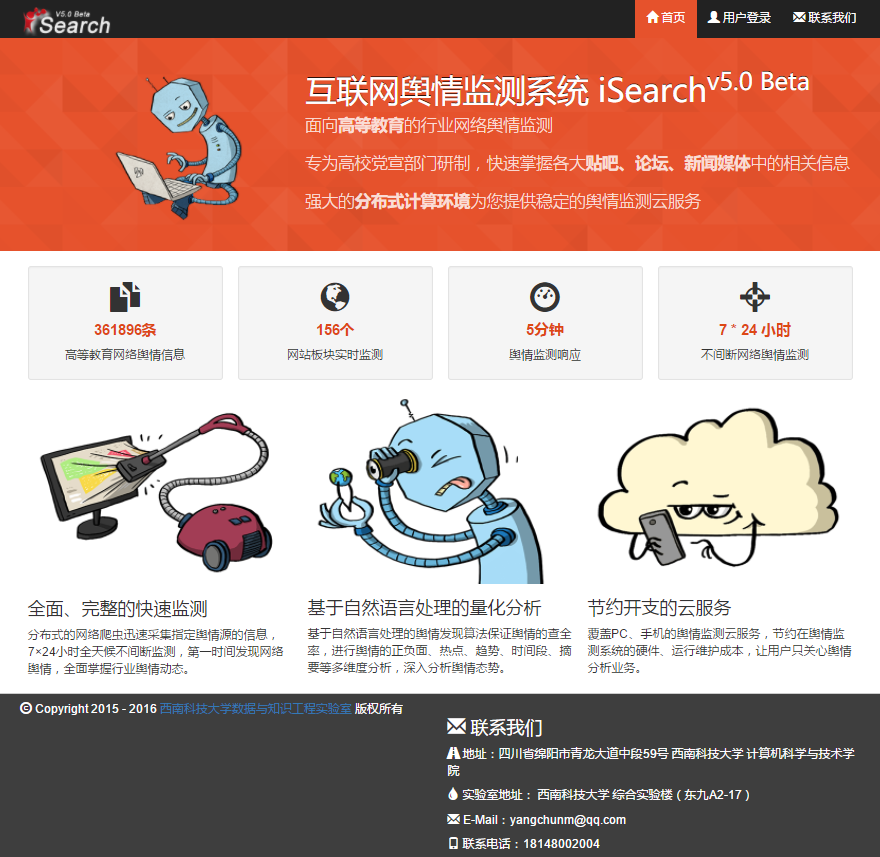 V5.0 Beta
iSearch
首页 用户登录 联系我们
互联网舆情监测系统 iSearch v5.0 Beta
面向高等教育的行业网络舆情监测
专为高校党宣部门研制，快速掌握各大贴吧、论坛、新闻媒体中的相关信息
强大的分布式计算环境为您提供稳定的舆情监测云服务
361896条
高等教育网络舆情信息
156个
网站板块实时监测
5分钟
舆情监测响应
7 * 24 小时
不间断网络舆情监测
全面、完整的快速监测
分布式的网络爬虫迅速采集指定舆情源的信息，
7×24小时全天候不间断监测，第一时间发现网络
舆情，全面掌握行业舆情动态。
基于自然语言处理的量化分析
基于自然语言处理的舆情发现算法保证舆情的查全
率，进行舆情的正负面、热点、趋势、时间段、摘
要等多维度分析，深入分析舆情态势。
节约开支的云服务
覆盖PC、手机的舆情监测云服务，节约在舆情监
测系统的硬件、运行维护成本，让用户只关心舆情
分析业务。
© Copyright 2015 - 2016 西南科技大学数据与知识工程实验室 版权所有
联系我们
地址：四川省绵阳市青龙大道中段59号 西南科技大学 计算机科学与技术学
院
实验室地址： 西南科技大学 综合实验楼（东九A2-17）
E-Mail：yangchunm@qq.com
联系电话：18148002004